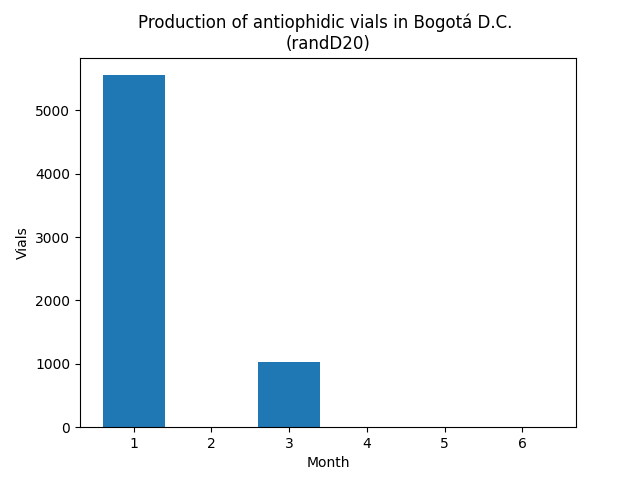 Production of antiophidic vials in Bogotá D.C.
(randD20)
5000
4000
3000
2000
1000
0
Vials
1 2 3 4 5 6
Month